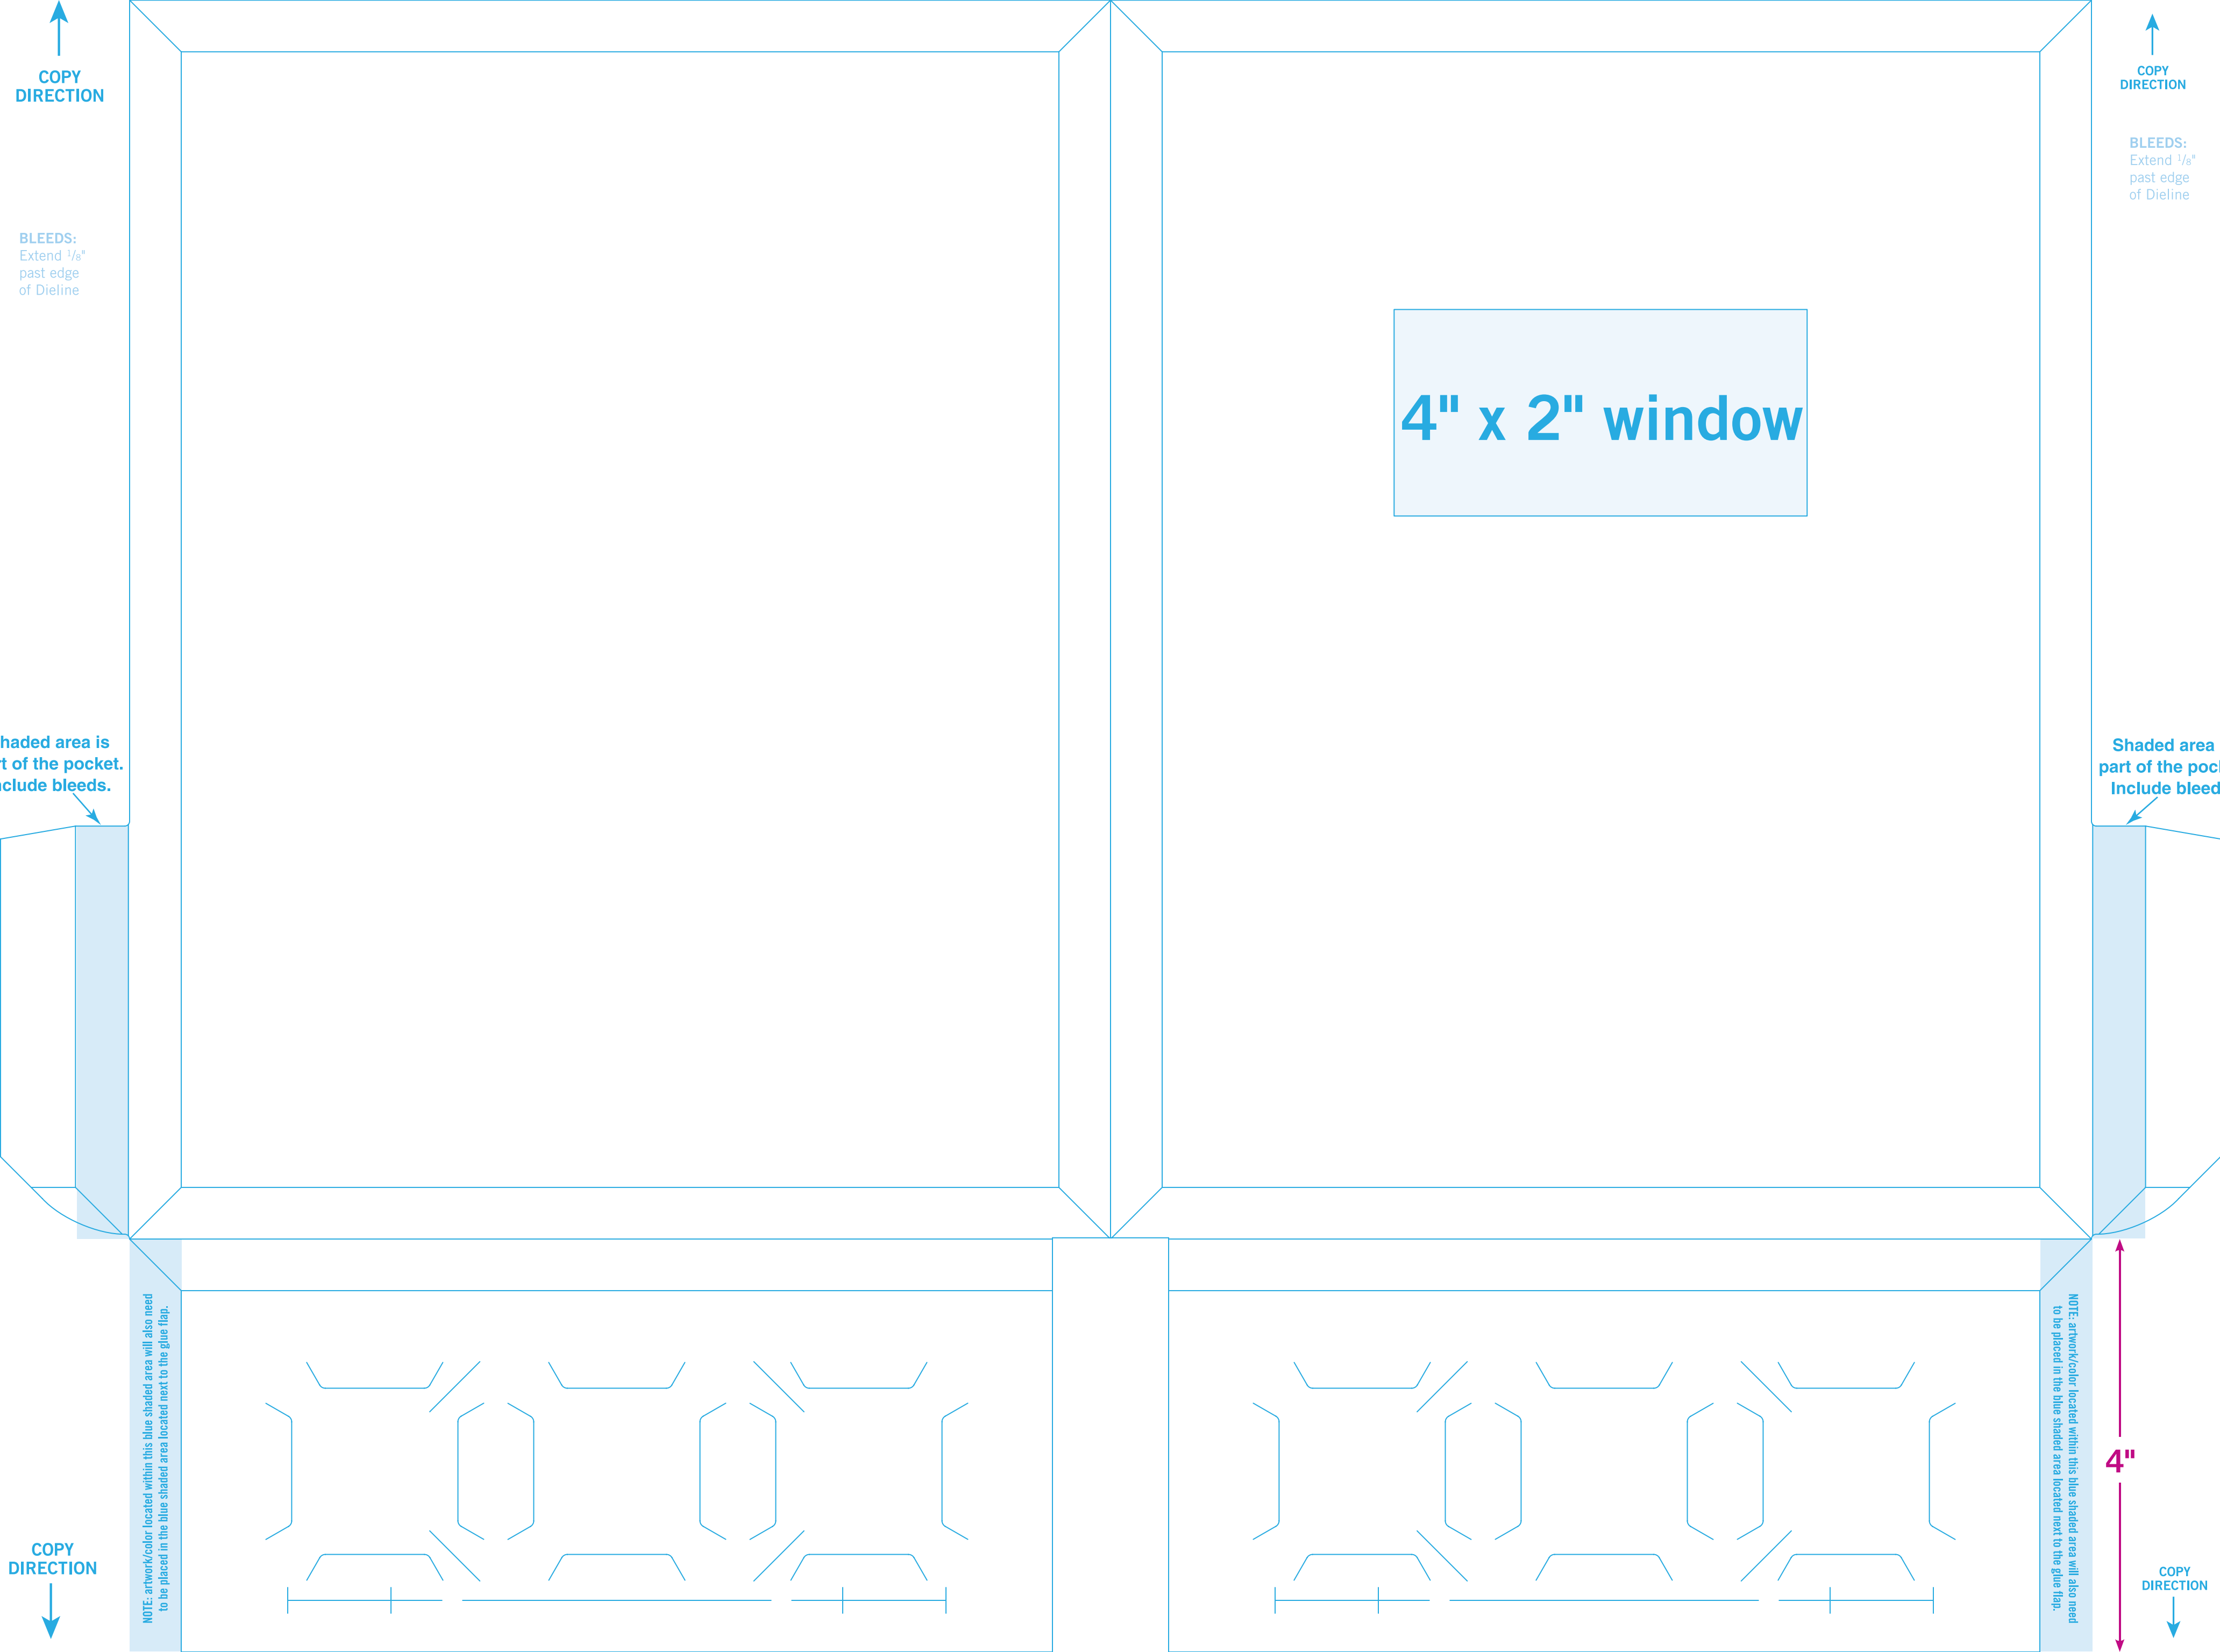 COPY
DIRECTION
COPY
DIRECTION
BLEEDS:
Extend 1/8"
past edge
of Dieline
BLEEDS:
Extend 1/8"
past edge
of Dieline
4" x 2" window
haded area is
t of the pocket.
clude bleeds.
Shaded area
part of the poc
Include bleed
NOTE: artwork/color located within this blue shaded area will also need
to be placed in the blue shaded area located next to the glue flap.
NOTE: artwork/color located within this blue shaded area will also need
to be placed in the blue shaded area located next to the glue flap.
4"
COPY
DIRECTION
COPY
DIRECTION